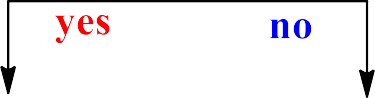 yes no